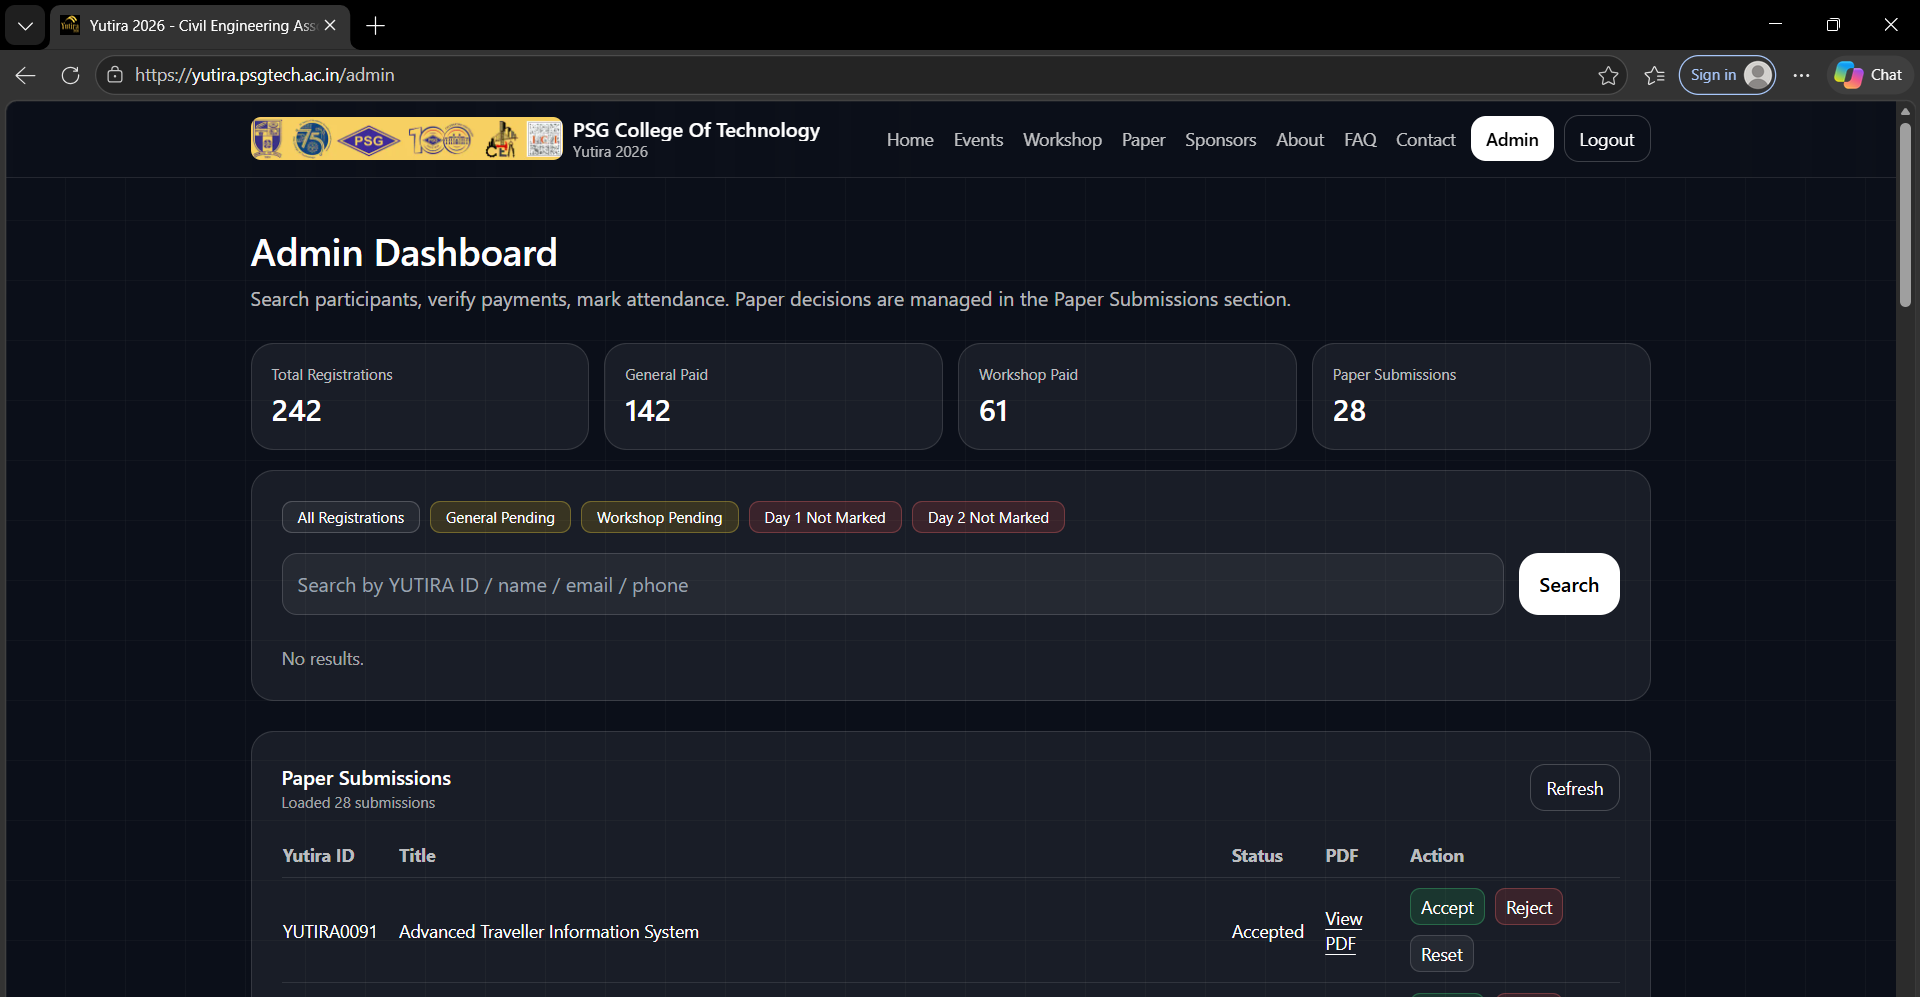 Yutira 2026 - Civil Engineering Ass
https://yutira.psgtech.ac.in/admin
Sign in
Chat
75
PSG
100
CEA
PSG College Of Technology
Yutira 2026
Home
Events
Workshop
Paper
Sponsors
About
FAQ
Contact
Admin
Logout
Admin Dashboard
Search participants, verify payments, mark attendance. Paper decisions are managed in the Paper Submissions section.
Total Registrations
242
General Paid
142
Workshop Paid
61
Paper Submissions
28
All Registrations
General Pending
Workshop Pending
Day 1 Not Marked
Day 2 Not Marked
Search by YUTIRA ID / name / email / phone
Search
No results.
Paper Submissions
Loaded 28 submissions
Refresh
Yutira ID
Title
Status
PDF
Action
YUTIRA0091
Advanced Traveller Information System
Accepted
View
PDF
Accept
Reject
Reset